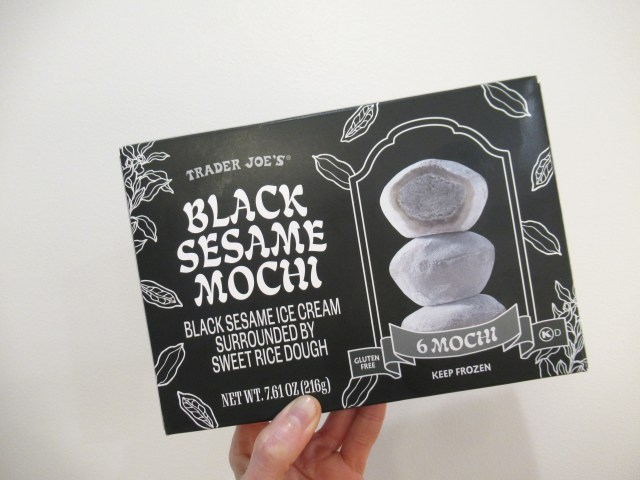 TRADER JOE'S®
BLACK
SESAME
MOCHI
BLACK SESAME ICE CREAM
SURROUNDED BY
SWEET RICE DOUGH
NET WT. 7.61 OZ (216g)
6 MOCHI
GLUTEN
FREE
KEEP FROZEN
K D